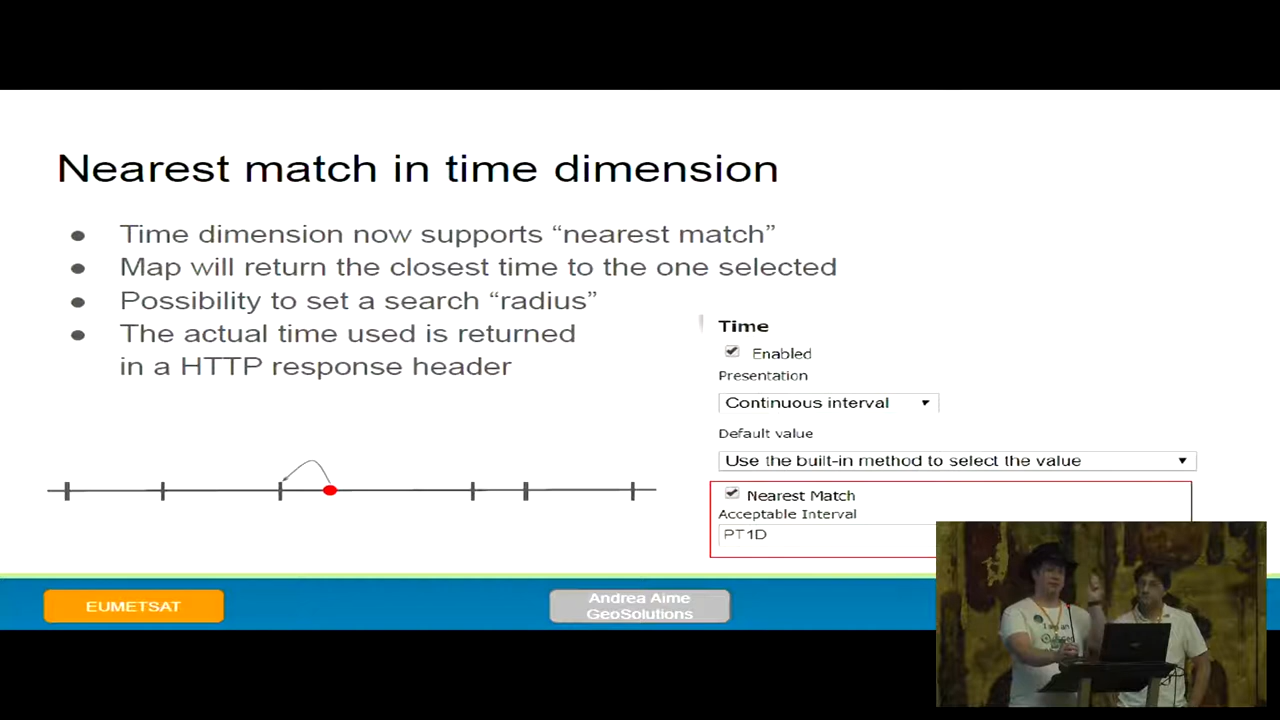 Nearest match in time dimension
● Time dimension now supports “nearest match”
● Map will return the closest time to the one selected
● Possibility to set a search “radius”
● The actual time used is returned
in a HTTP response header
Time
Enabled
Presentation
Continuous interval
Default value
Use the built-in method to select the value
Nearest Match
Acceptable Interval
PT1D
EUMETSAT
Andrea Aime
GeoSolutions